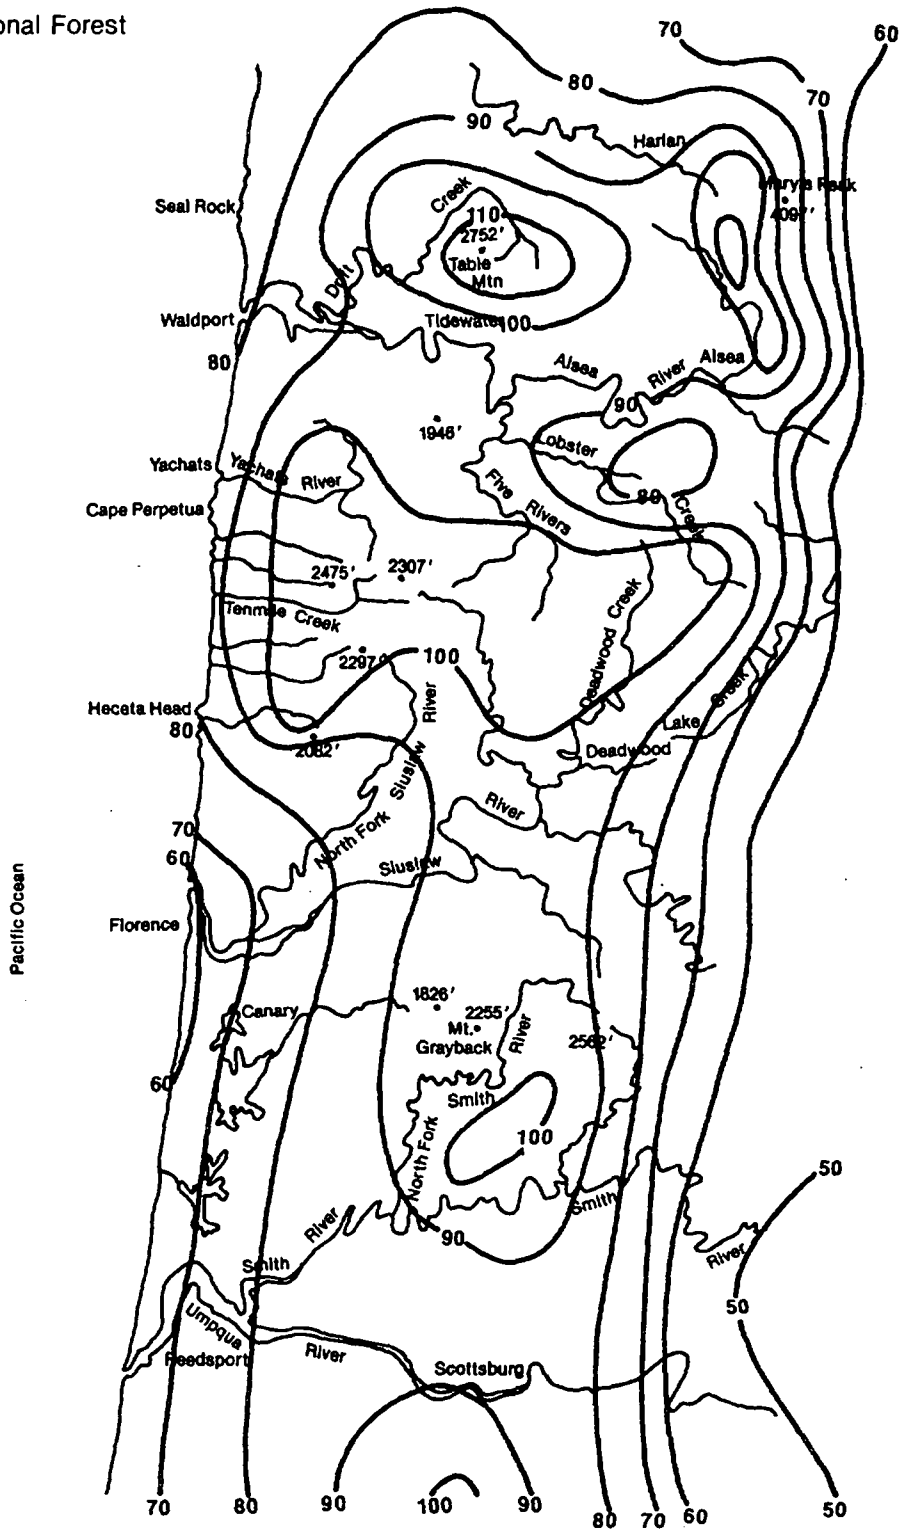 onal Forest
70
60
80
70
90
Harlan
Mary's Peak
4097'
Creek
Seal Rock
110
2752'
Table
Mtn
Drift
Waldport
Tidewater
100
80
Alsea
River
Alsea
90
1946'
Lobster
Yachats
Yachats
River
Five
Rivers
80
Creek
Cape Perpetua
2475'
2307'
Tenmile Creek
Deadwood Creek
2297'
100
Creek
Heceta Head
80
River
Lake
2082'
Deadwood
Siuslaw
River
70
North Fork
60
Siuslaw
Pacific Ocean
Florence
1826'
Canary
2255'
Mt.
Grayback
River
2562'
60
Smith
North Fork
100
50
Smith
River
90
River
Smith
50
Umpqua
Reedsport
River
Scottsburg
70
80
90
100
90
80
70
60
50